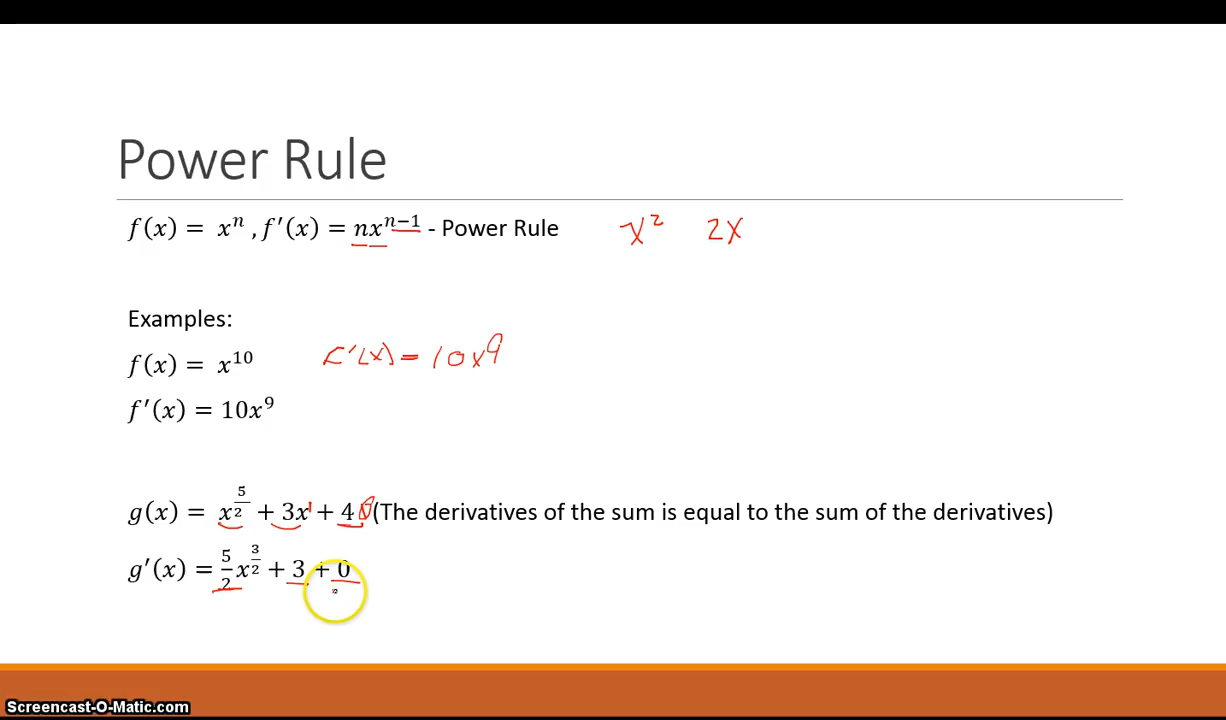 Power Rule
f(x) = xⁿ , f′(x) = nxⁿ⁻¹ - Power Rule x² 2x
Examples:
f(x) = x¹⁰ f'(x) = 10x⁹
f′(x) = 10x⁹
g(x) = x^(5/2) + 3x¹ + 4 (The derivatives of the sum is equal to the sum of the derivatives)
g′(x) = 5/2 x^(3/2) + 3 + 0
Screencast-O-Matic.com